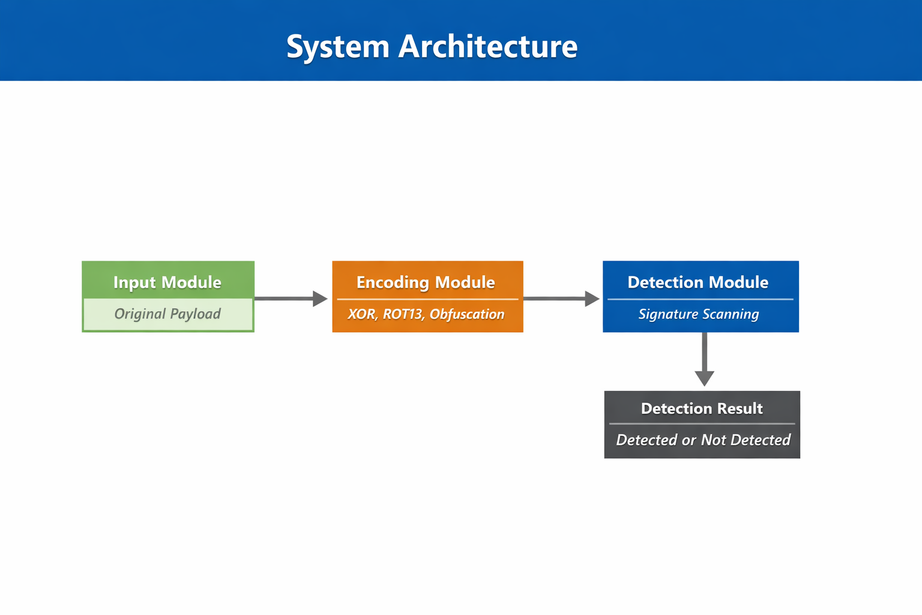 System Architecture
Input Module
Original Payload
Encoding Module
XOR, ROT13, Obfuscation
Detection Module
Signature Scanning
Detection Result
Detected or Not Detected